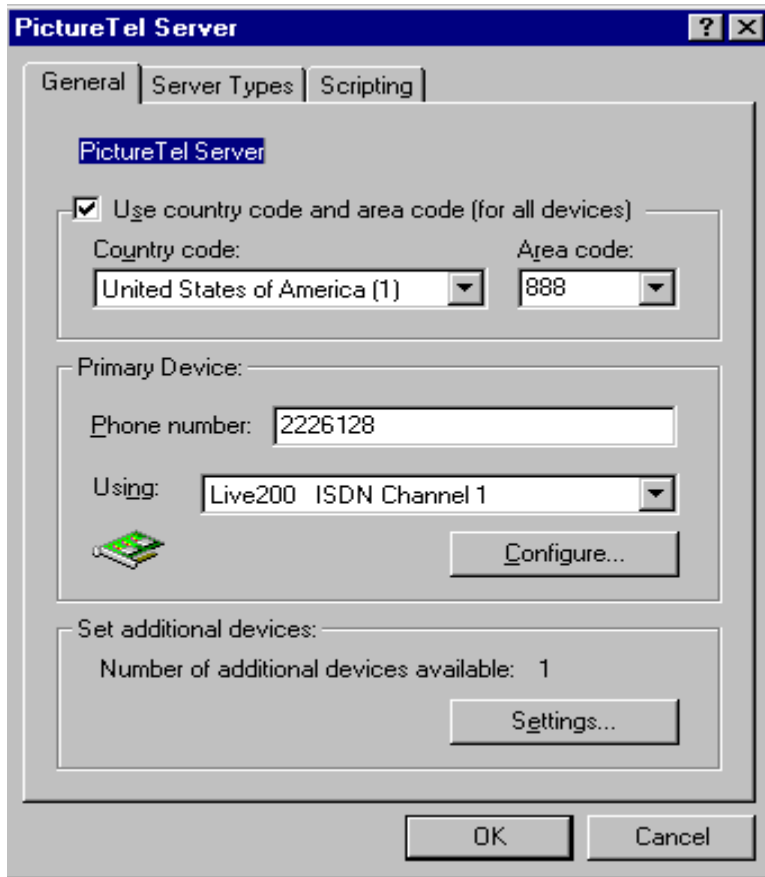 PictureTel Server
General Server Types Scripting
PictureTel Server
Use country code and area code (for all devices)
Country code: Area code:
United States of America (1) 888
Primary Device:
Phone number: 2226128
Using: Live200 ISDN Channel 1
Configure...
Set additional devices:
Number of additional devices available: 1
Settings...
OK Cancel